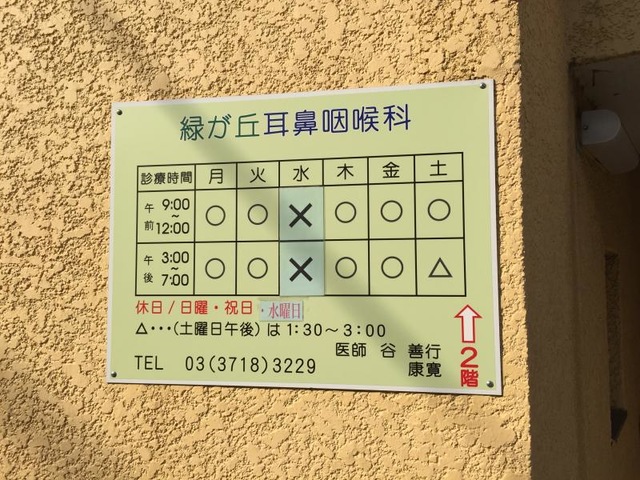 緑が丘耳鼻咽喉科
診療時間 月 火 水 木 金 土
午前 9:00~12:00 ○ ○ × ○ ○ ○
午後 3:00~7:00 ○ ○ × ○ ○ △
休日/日曜・祝日・水曜日
△・・・(土曜日午後)は1:30~3:00
医師 谷 善行
康寛
TEL 03(3718)3229
↑2階